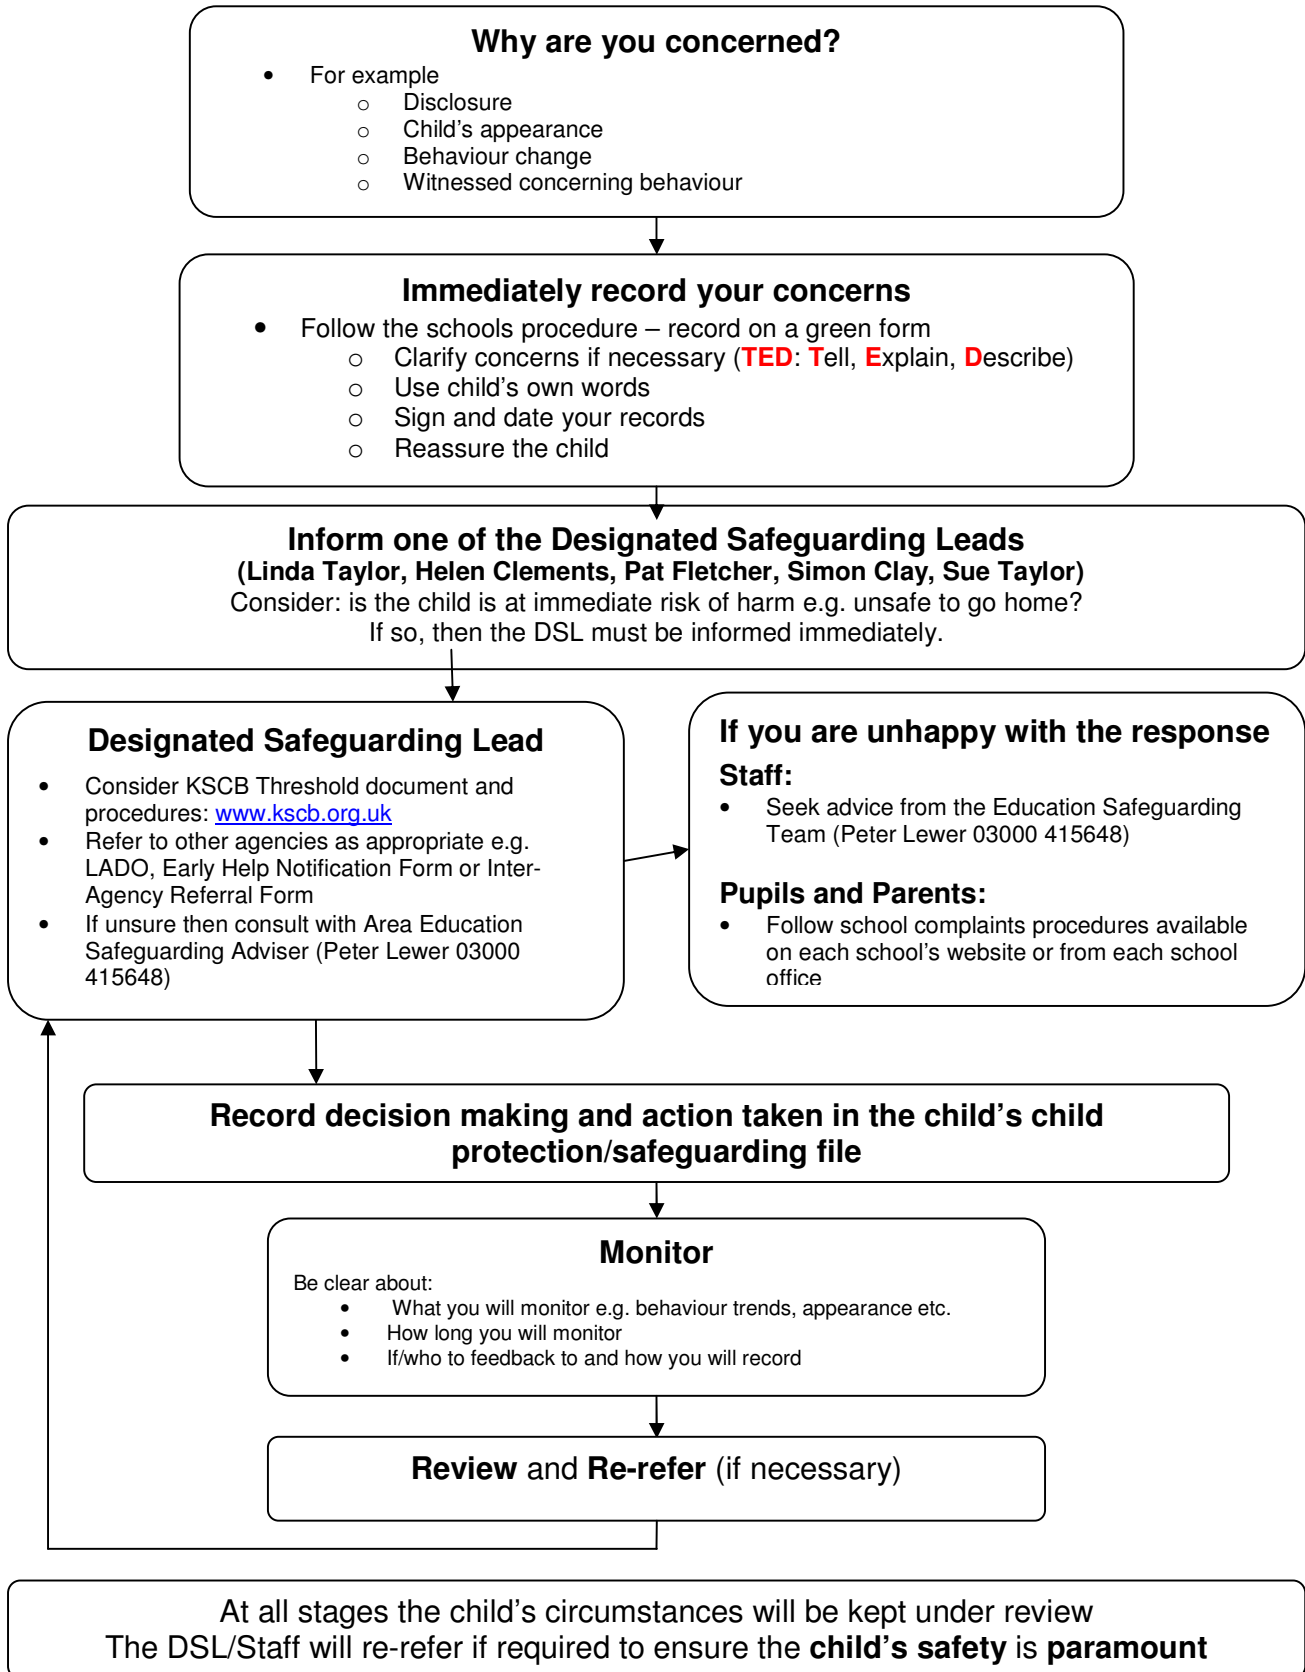 Why are you concerned?
• For example
o Disclosure
o Child's appearance
o Behaviour change
o Witnessed concerning behaviour
Immediately record your concerns
• Follow the schools procedure – record on a green form
o Clarify concerns if necessary (TED: Tell, Explain, Describe)
o Use child's own words
o Sign and date your records
o Reassure the child
Inform one of the Designated Safeguarding Leads
(Linda Taylor, Helen Clements, Pat Fletcher, Simon Clay, Sue Taylor)
Consider: is the child is at immediate risk of harm e.g. unsafe to go home?
If so, then the DSL must be informed immediately.
Designated Safeguarding Lead
• Consider KSCB Threshold document and
procedures: www.kscb.org.uk
• Refer to other agencies as appropriate e.g.
LADO, Early Help Notification Form or Inter-
Agency Referral Form
• If unsure then consult with Area Education
Safeguarding Adviser (Peter Lewer 03000
415648)
If you are unhappy with the response
Staff:
• Seek advice from the Education Safeguarding
Team (Peter Lewer 03000 415648)
Pupils and Parents:
• Follow school complaints procedures available
on each school's website or from each school
office
Record decision making and action taken in the child's child
protection/safeguarding file
Monitor
Be clear about:
• What you will monitor e.g. behaviour trends, appearance etc.
• How long you will monitor
• If/who to feedback to and how you will record
Review and Re-refer (if necessary)
At all stages the child's circumstances will be kept under review
The DSL/Staff will re-refer if required to ensure the child's safety is paramount